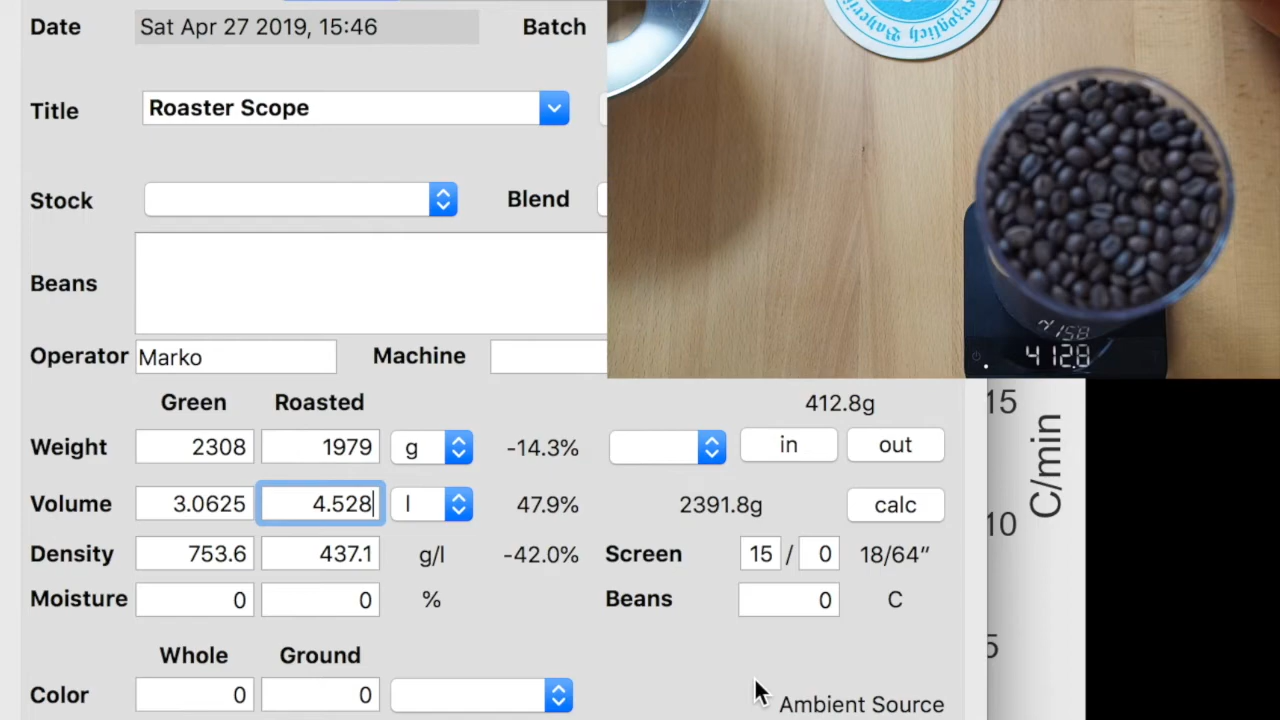 Date Sat Apr 27 2019, 15:46 Batch
Title Roaster Scope
Stock Blend
Beans
Operator Marko Machine
Green Roasted 412.8g
Weight 2308 1979 g -14.3% in out
Volume 3.0625 4.528 l 47.9% 2391.8g calc
Density 753.6 437.1 g/l -42.0% Screen 15 / 0 18/64”
Moisture 0 0 % Beans 0 C
Whole Ground
Color 0 0
Ambient Source
412.8
15
10
5
C/min